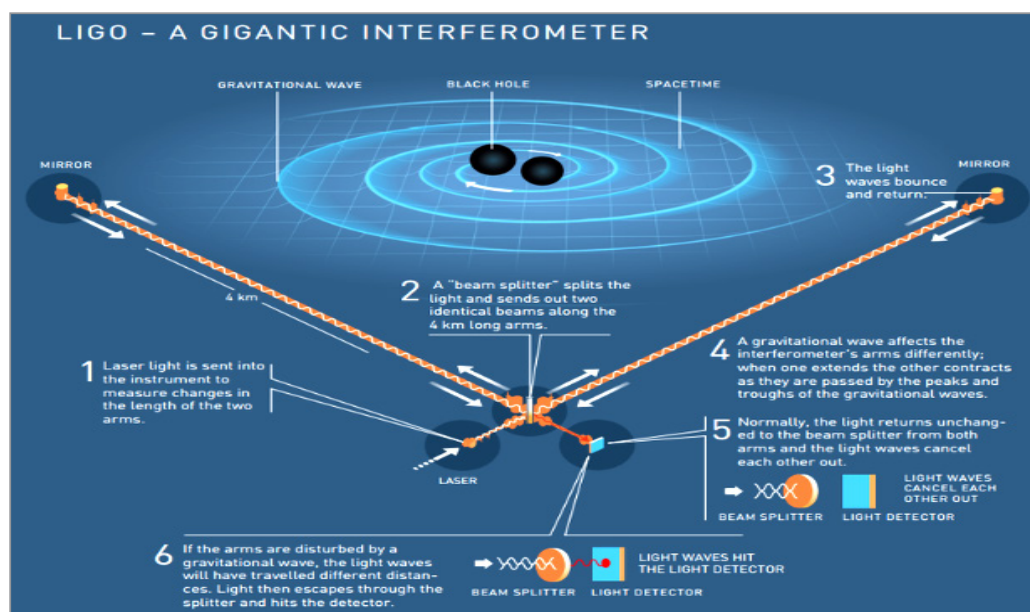 LIGO – A GIGANTIC INTERFEROMETER
GRAVITATIONAL WAVE
BLACK HOLE
SPACETIME
MIRROR
MIRROR
3 The light
waves bounce
and return.
4 km
2 A "beam splitter" splits the
light and sends out two
identical beams along the
4 km long arms.
1 Laser light is sent into
the instrument to
measure changes in
the length of the two
arms.
4 A gravitational wave affects the
interferometer's arms differently;
when one extends the other contracts
as they are passed by the peaks and
troughs of the gravitational waves.
5 Normally, the light returns unchang-
ed to the beam splitter from both
arms and the light waves cancel
each other out.
LASER
LIGHT WAVES
CANCEL EACH
OTHER OUT
BEAM SPLITTER
LIGHT DETECTOR
6 If the arms are disturbed by a
gravitational wave, the light waves
will have travelled different distan-
ces. Light then escapes through the
splitter and hits the detector.
LIGHT WAVES HIT
THE LIGHT DETECTOR
BEAM SPLITTER
LIGHT DETECTOR